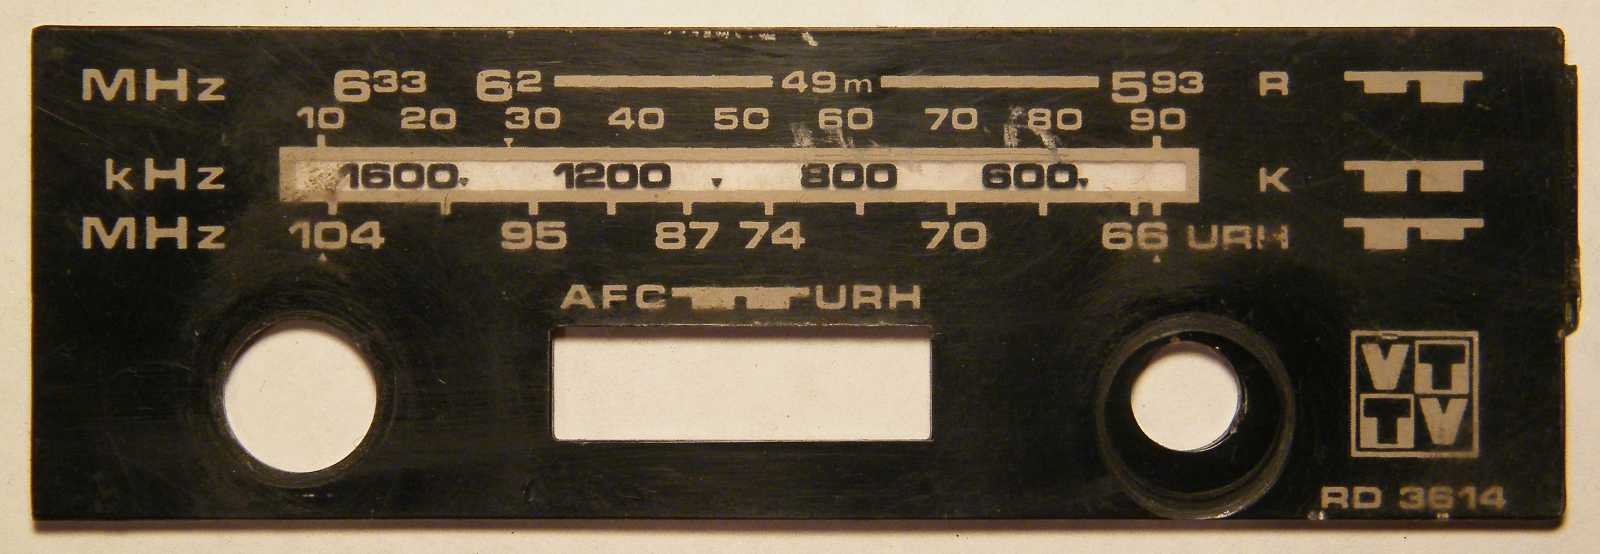 MHz 633 62 49m 593 R
10 20 30 40 50 60 70 80 90
kHz 1600 1200 800 600 K
MHz 104 95 87 74 70 66 URH
AFC URH
VT
TV
RD 3614